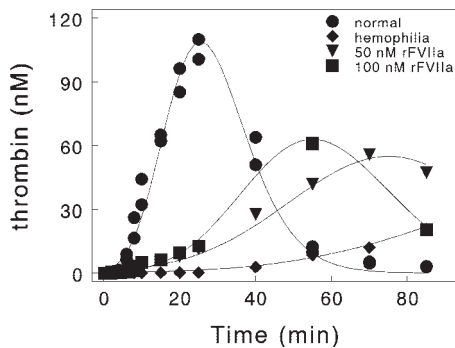 normal
hemophilia
50 nM rFVIIa
100 nM rFVIIa
thrombin (nM)
120
90
60
30
0
0 20 40 60 80
Time (min)